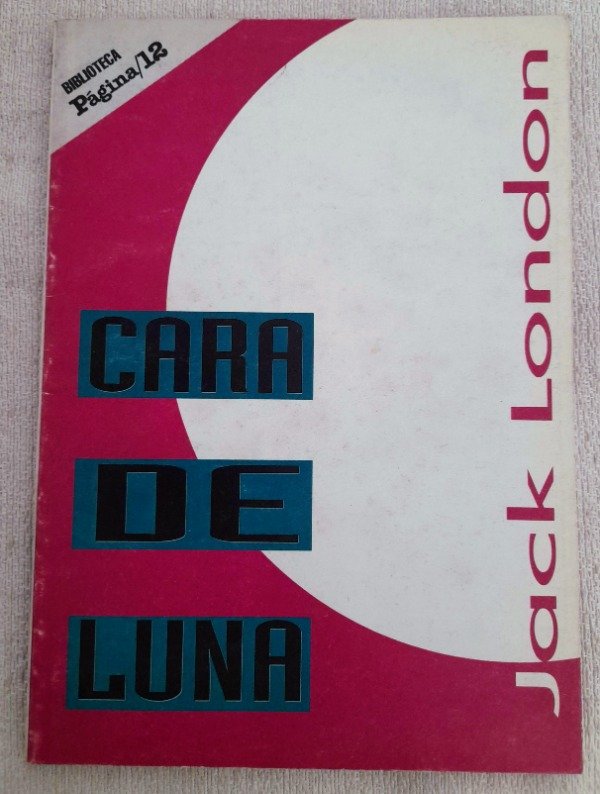 BIBLIOTECA
Página/12
CARA
DE
LUNA
Jack London